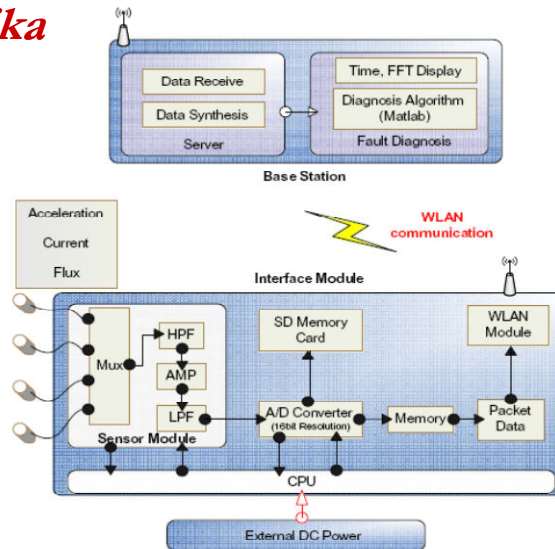 ika
Data Receive
Data Synthesis
Server
Time, FFT Display
Diagnosis Algorithm
(Matlab)
Fault Diagnosis
Base Station
Acceleration
Current
Flux
WLAN
communication
Interface Module
Mux
HPF
AMP
LPF
Sensor Module
SD Memory
Card
A/D Converter
(16bit Resolution)
Memory
WLAN
Module
Packet
Data
CPU
External DC Power